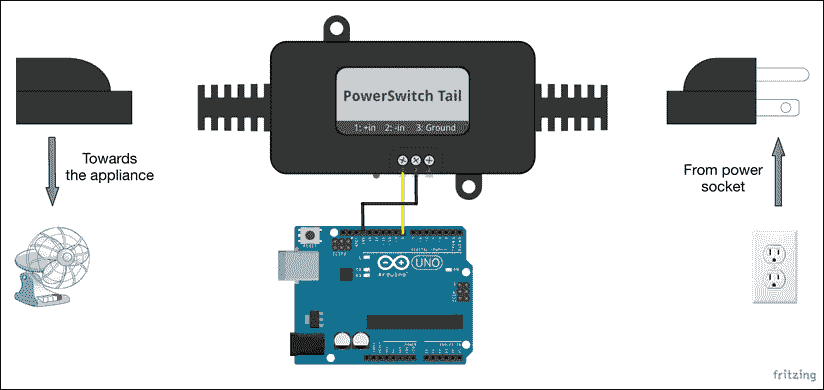 PowerSwitch Tail
1: +in 2: -in 3: Ground
Towards
the appliance
From power
socket
UNO
fritzing